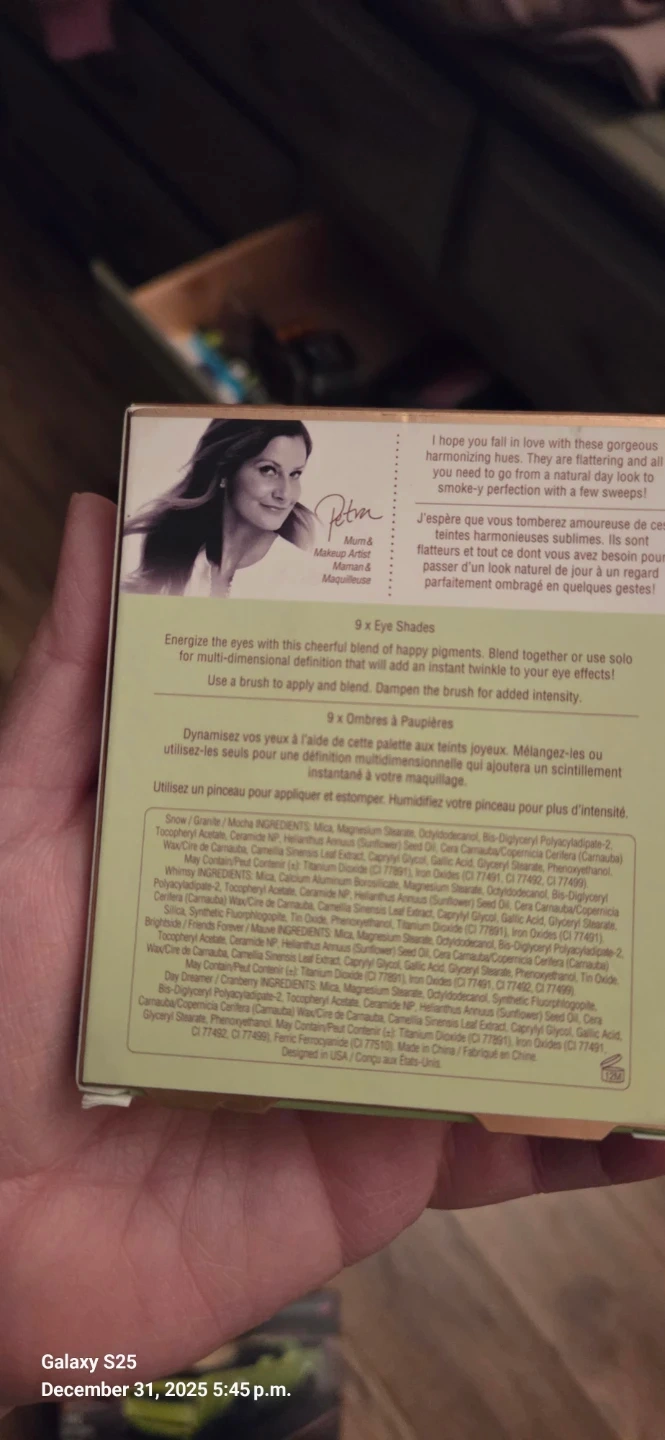 I hope you fall in love with these gorgeous
harmonizing hues. They are flattering and all
you need to go from a natural day look to
smoke-y perfection with a few sweeps!
J'espère que vous tomberez amoureuse de ces
teintes harmonieuses sublimes. Ils sont
flatteurs et tout ce dont vous avez besoin pour
passer d'un look naturel de jour à un regard
parfaitement ombragé en quelques gestes!
Petra
Mum &
Makeup Artist
Maman &
Maquilleuse
9 x Eye Shades
Energize the eyes with this cheerful blend of happy pigments. Blend together or use solo
for multi-dimensional definition that will add an instant twinkle to your eye effects!
Use a brush to apply and blend. Dampen the brush for added intensity.
9 x Ombres à Paupières
Dynamisez vos yeux à l'aide de cette palette aux teints joyeux. Mélangez-les ou
utilisez-les seuls pour une définition multidimensionnelle qui ajoutera un scintillement
instantané à votre maquillage.
Utilisez un pinceau pour appliquer et estomper. Humidifiez votre pinceau pour plus d'intensité.
Snow / Granite / Mocha INGREDIENTS: Mica, Magnesium Stearate, Octyldodecanol, Bis-Diglyceryl Polyacyladipate-2,
Tocopheryl Acetate, Ceramide NP, Helianthus Annuus (Sunflower) Seed Oil, Cera Carnauba/Copernicia Cerifera (Carnauba)
Wax/Cire de Carnauba, Camellia Sinensis Leaf Extract, Caprylyl Glycol, Gallic Acid, Glyceryl Stearate, Phenoxyethanol.
May Contain/Peut Contenir (±): Titanium Dioxide (CI 77891), Iron Oxides (CI 77491, CI 77492, CI 77499).
Whimsy INGREDIENTS: Mica, Calcium Aluminum Borosilicate, Magnesium Stearate, Octyldodecanol, Bis-Diglyceryl
Polyacyladipate-2, Tocopheryl Acetate, Ceramide NP, Helianthus Annuus (Sunflower) Seed Oil, Cera Carnauba/Copernicia
Cerifera (Carnauba) Wax/Cire de Carnauba, Camellia Sinensis Leaf Extract, Caprylyl Glycol, Gallic Acid, Glyceryl Stearate,
Silica, Synthetic Fluorphlogopite, Tin Oxide, Phenoxyethanol, Titanium Dioxide (CI 77891), Iron Oxides (CI 77491).
Brightside / Friends Forever / Mauve INGREDIENTS: Mica, Magnesium Stearate, Octyldodecanol, Bis-Diglyceryl Polyacyladipate-2,
Tocopheryl Acetate, Ceramide NP, Helianthus Annuus (Sunflower) Seed Oil, Cera Carnauba/Copernicia Cerifera (Carnauba)
Wax/Cire de Carnauba, Camellia Sinensis Leaf Extract, Caprylyl Glycol, Gallic Acid, Glyceryl Stearate, Phenoxyethanol, Tin Oxide.
May Contain/Peut Contenir (±): Titanium Dioxide (CI 77891), Iron Oxides (CI 77491, CI 77492, CI 77499).
Day Dreamer / Cranberry INGREDIENTS: Mica, Magnesium Stearate, Octyldodecanol, Synthetic Fluorphlogopite,
Bis-Diglyceryl Polyacyladipate-2, Tocopheryl Acetate, Ceramide NP, Helianthus Annuus (Sunflower) Seed Oil, Cera
Carnauba/Copernicia Cerifera (Carnauba) Wax/Cire de Carnauba, Camellia Sinensis Leaf Extract, Caprylyl Glycol, Gallic Acid,
Glyceryl Stearate, Phenoxyethanol. May Contain/Peut Contenir (±): Titanium Dioxide (CI 77891), Iron Oxides (CI 77491,
CI 77492, CI 77499), Ferric Ferrocyanide (CI 77510). Made in China / Fabriqué en Chine.
Designed in USA / Conçu aux États-Unis.
12M
Galaxy S25
December 31, 2025 5:45 p.m.